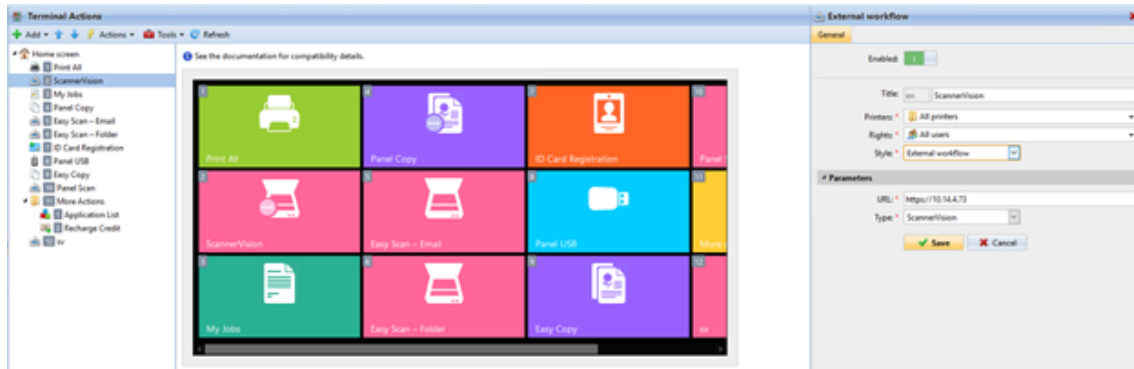 Terminal Actions
Add
Actions
Tools
Refresh
Home screen
Print All
ScannerVision
My Jobs
Panel Copy
Easy Scan – Email
Easy Scan – Folder
ID Card Registration
Panel USB
Easy Copy
Panel Scan
More Actions
Application List
Recharge Credit
sv
See the documentation for compatibility details.
1
Print All
4
Panel Copy
7
ID Card Registration
10
Panel
2
ScannerVision
5
Easy Scan – Email
8
Panel USB
11
More
3
My Jobs
6
Easy Scan – Folder
9
Easy Copy
12
sv
External workflow
General
Enabled:
Title: en ScannerVision
Printers: * All printers
Rights: * All users
Style: * External workflow
Parameters
URL: * https://10.14.4.73
Type: * ScannerVision
Save
Cancel